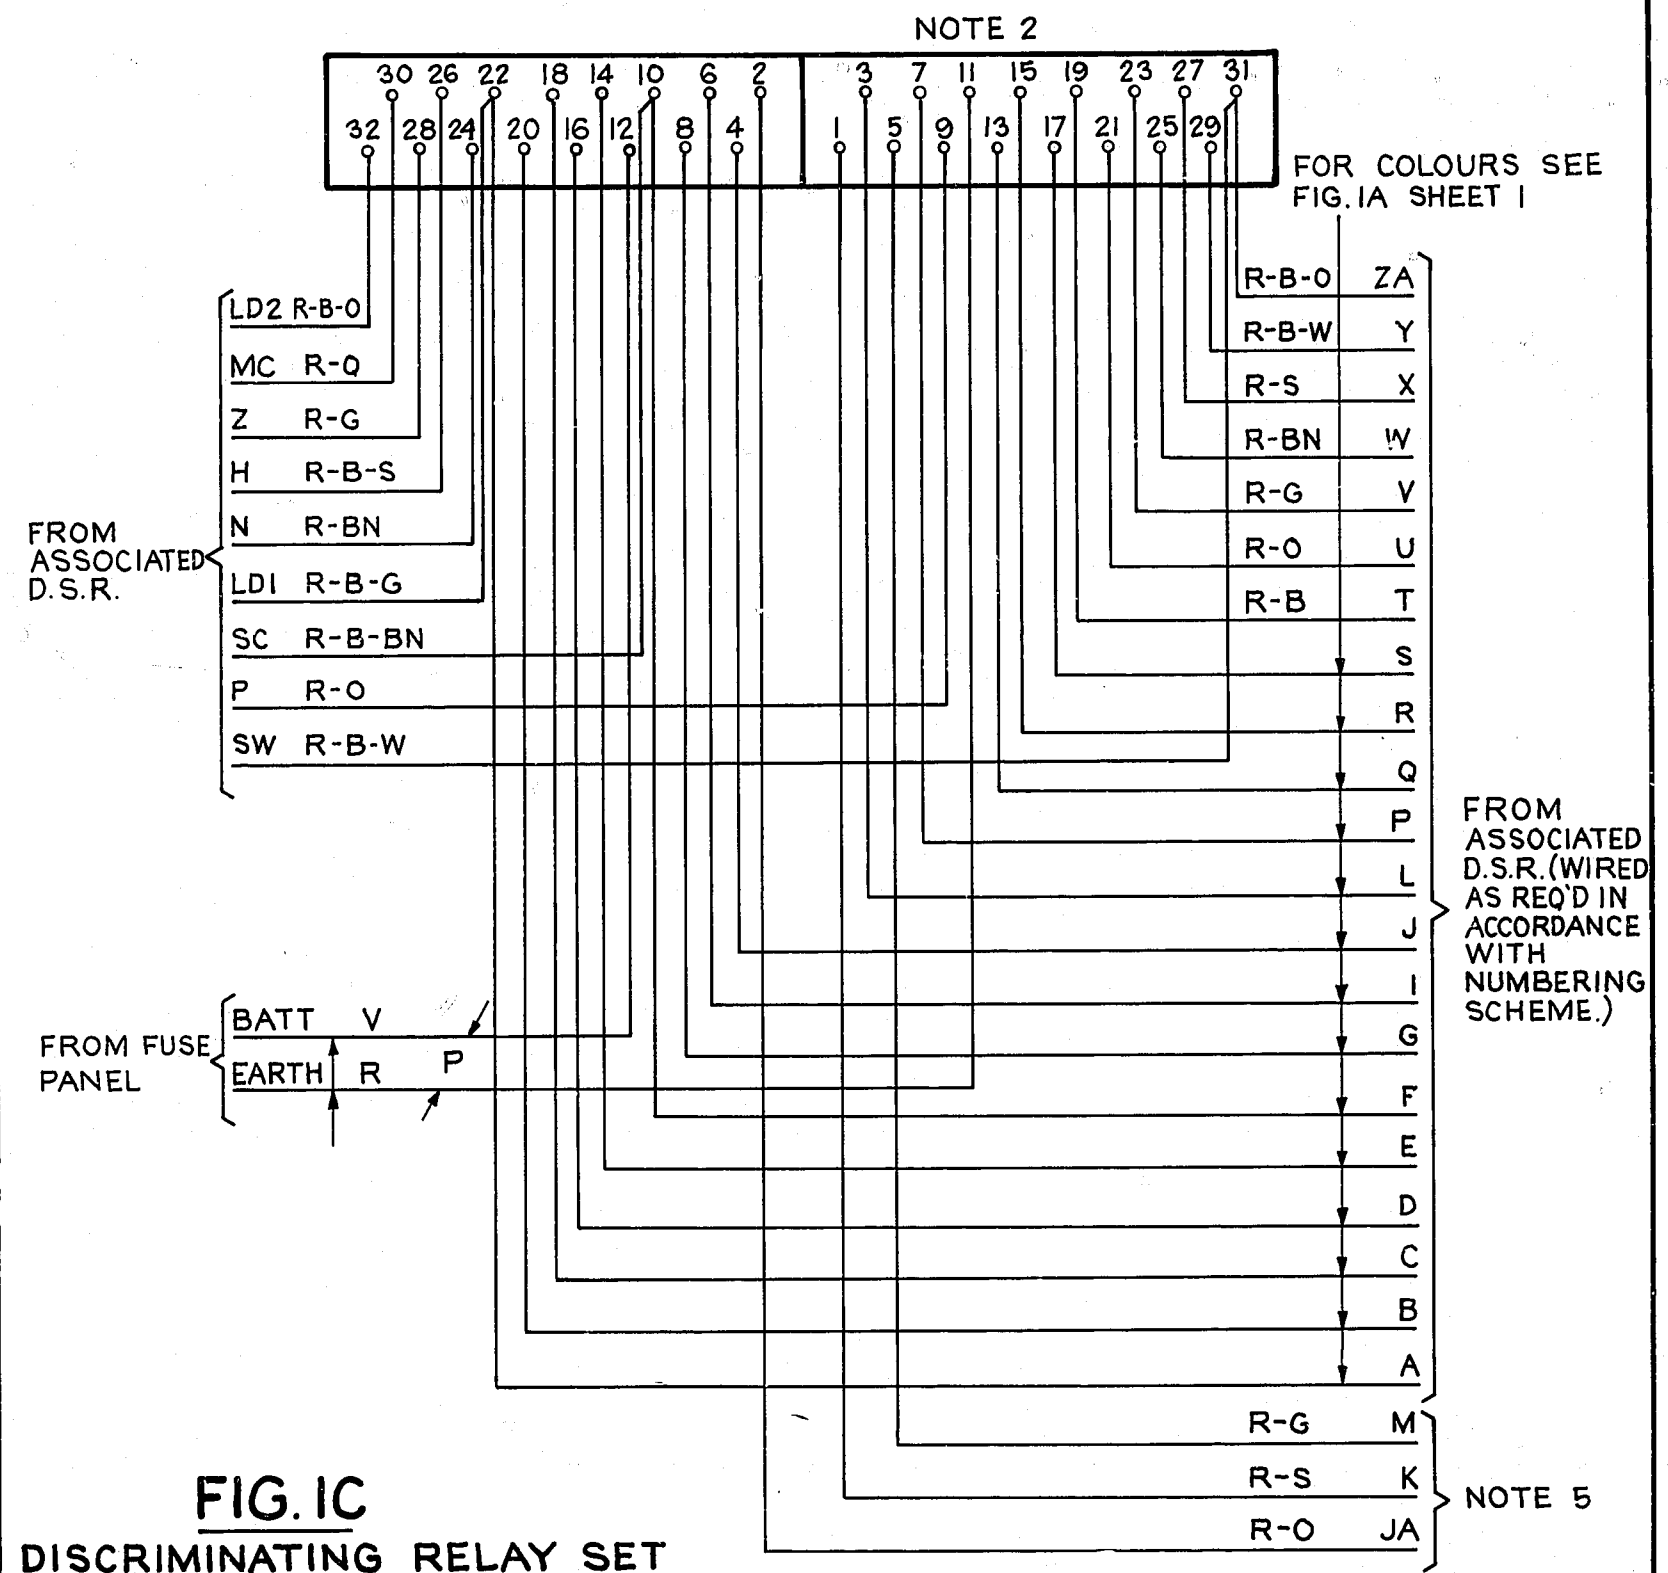 NOTE 2
30 26 22 18 14 10 6 2 3 7 11 15 19 23 27 31
32 28 24 20 16 12 8 4 1 5 9 13 17 21 25 29
FOR COLOURS SEE
FIG. 1A SHEET 1
FROM
ASSOCIATED
D.S.R.
LD2 R-B-O
MC R-Q
Z R-G
H R-B-S
N R-BN
LD1 R-B-G
SC R-B-BN
P R-O
SW R-B-W
FROM FUSE
PANEL
BATT V
EARTH R P
R-B-O ZA
R-B-W Y
R-S X
R-BN W
R-G V
R-O U
R-B T
S
R
Q
P
L
J
I
G
F
E
D
C
B
A
FROM
ASSOCIATED
D.S.R. (WIRED
AS REQ'D IN
ACCORDANCE
WITH
NUMBERING
SCHEME.)
R-G M
R-S K
R-O JA
NOTE 5
FIG. 1C
DISCRIMINATING RELAY SET